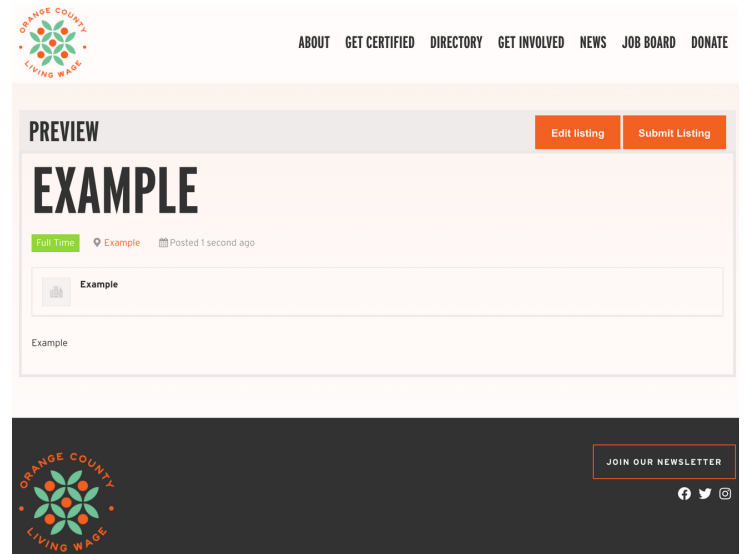 ORANGE COUNTY
LIVING WAGE
ABOUT GET CERTIFIED DIRECTORY GET INVOLVED NEWS JOB BOARD DONATE
PREVIEW
Edit listing Submit Listing
EXAMPLE
Full Time Example Posted 1 second ago
Example
Example
JOIN OUR NEWSLETTER
ORANGE COUNTY
LIVING WAGE